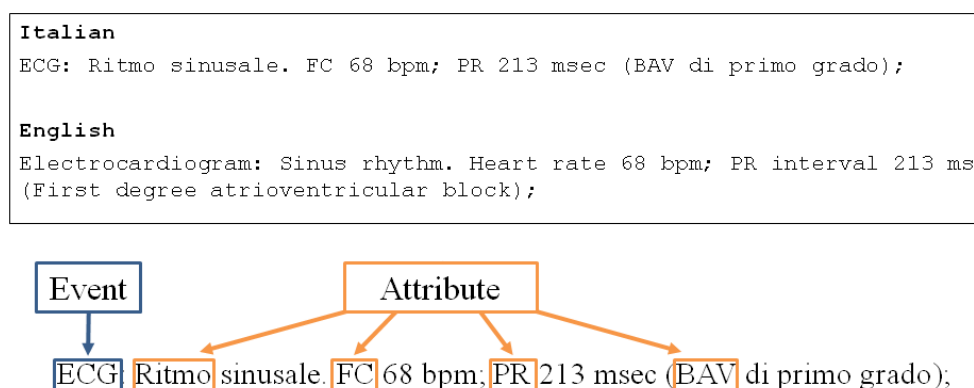 Italian
ECG: Ritmo sinusale. FC 68 bpm; PR 213 msec (BAV di primo grado);
English
Electrocardiogram: Sinus rhythm. Heart rate 68 bpm; PR interval 213 ms
(First degree atrioventricular block);
Event Attribute
ECG: Ritmo sinusale. FC 68 bpm; PR 213 msec (BAV di primo grado);